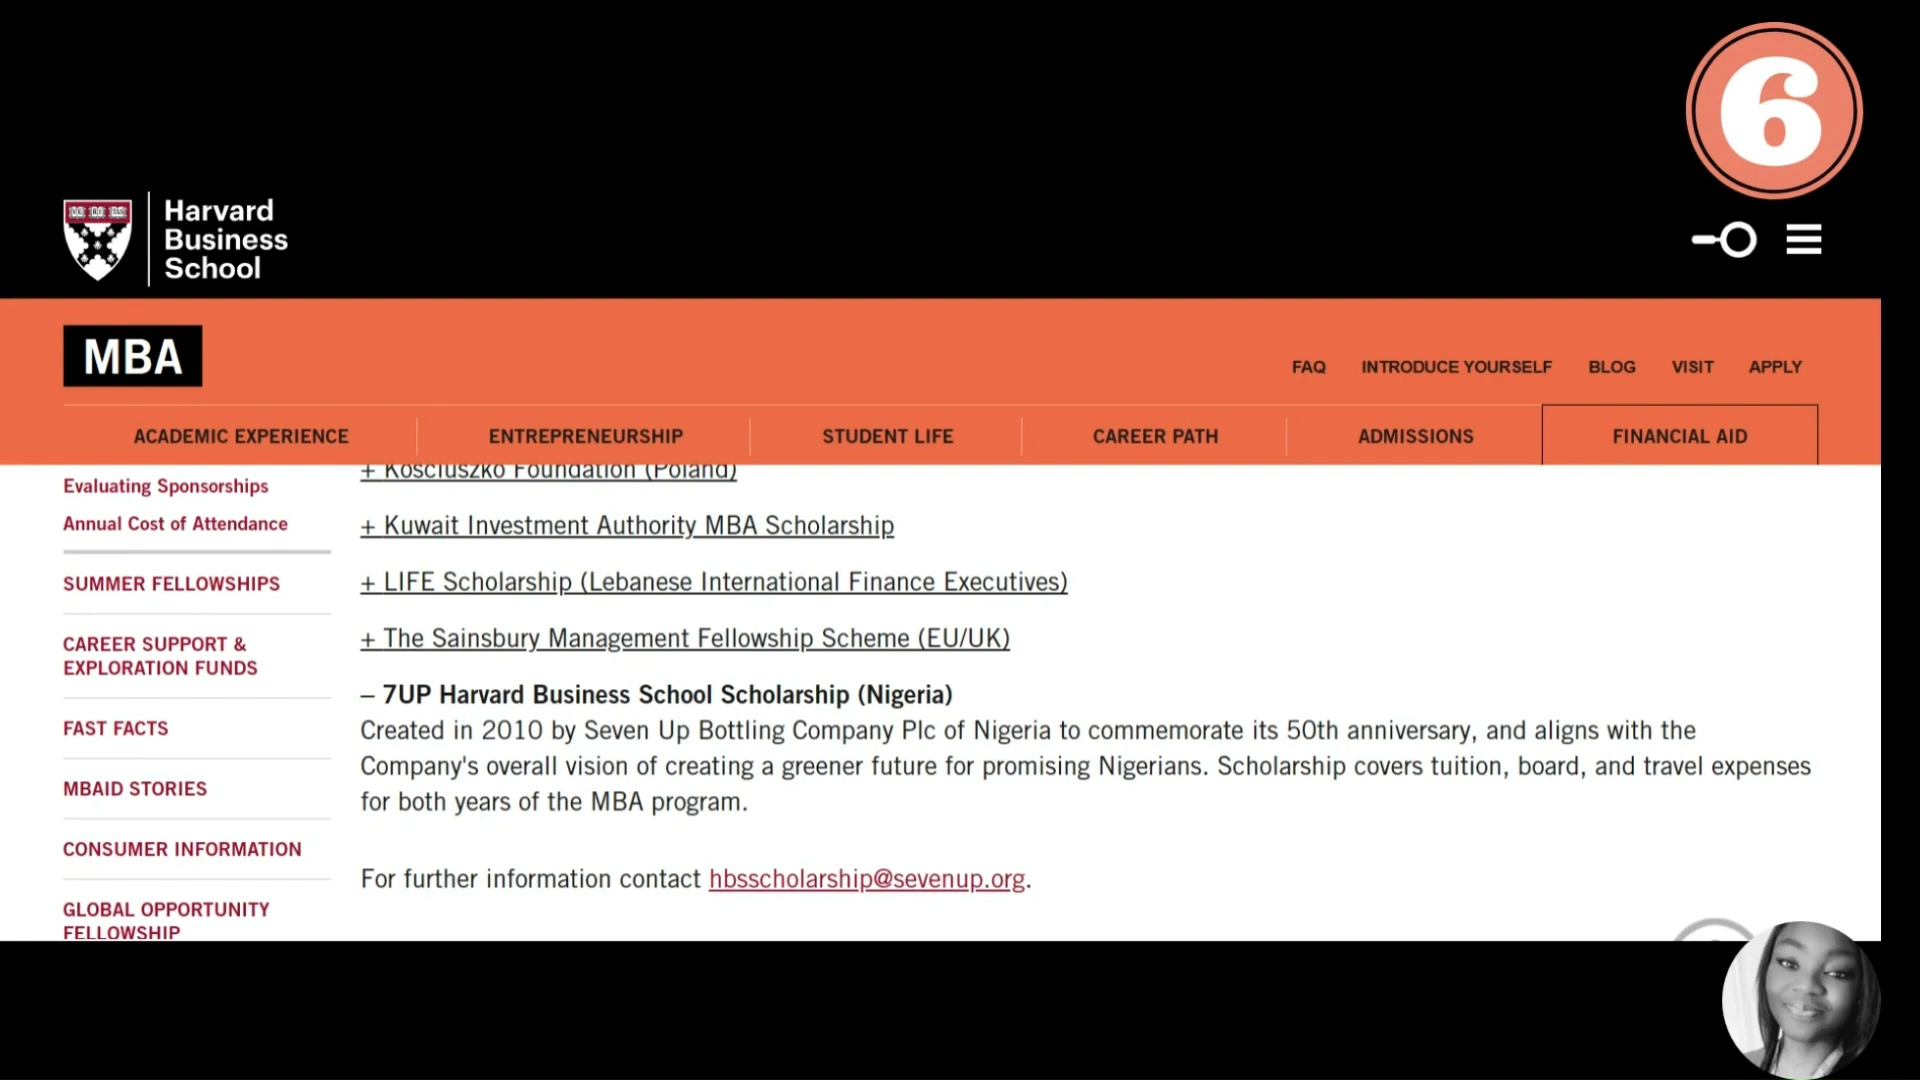 6
Harvard
Business
School
MBA
FAQ INTRODUCE YOURSELF BLOG VISIT APPLY
ACADEMIC EXPERIENCE ENTREPRENEURSHIP STUDENT LIFE CAREER PATH ADMISSIONS FINANCIAL AID
Evaluating Sponsorships
Annual Cost of Attendance
SUMMER FELLOWSHIPS
CAREER SUPPORT &
EXPLORATION FUNDS
FAST FACTS
MBAID STORIES
CONSUMER INFORMATION
GLOBAL OPPORTUNITY
FELLOWSHIP
+ Kosciuszko Foundation (Poland)
+ Kuwait Investment Authority MBA Scholarship
+ LIFE Scholarship (Lebanese International Finance Executives)
+ The Sainsbury Management Fellowship Scheme (EU/UK)
– 7UP Harvard Business School Scholarship (Nigeria)
Created in 2010 by Seven Up Bottling Company Plc of Nigeria to commemorate its 50th anniversary, and aligns with the
Company's overall vision of creating a greener future for promising Nigerians. Scholarship covers tuition, board, and travel expenses
for both years of the MBA program.
For further information contact hbsscholarship@sevenup.org.